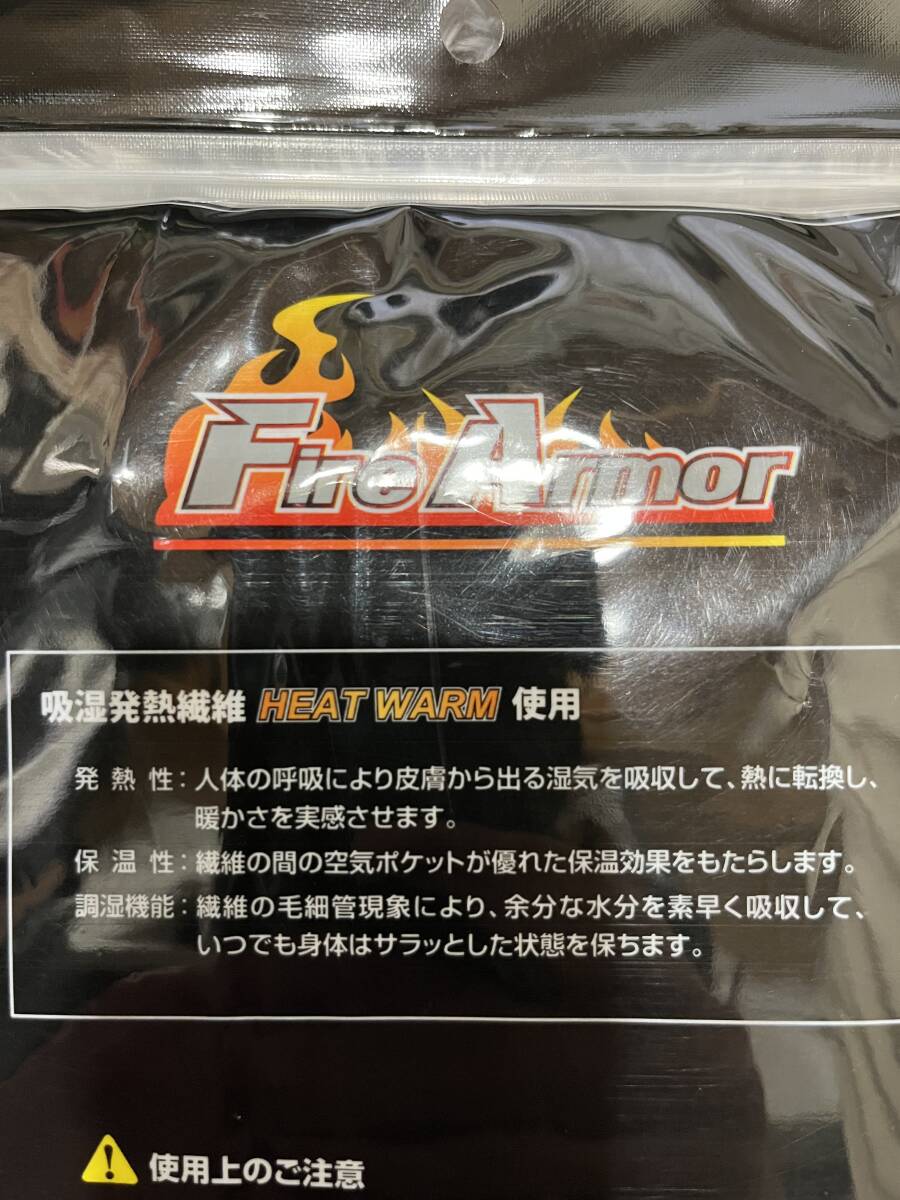 Fire Armor
吸湿発熱繊維 HEAT WARM 使用
発熱性：人体の呼吸により皮膚から出る湿気を吸収して、熱に転換し、
暖かさを実感させます。
保温性：繊維の間の空気ポケットが優れた保温効果をもたらします。
調湿機能：繊維の毛細管現象により、余分な水分を素早く吸収して、
いつでも身体はサラッとした状態を保ちます。
使用上のご注意